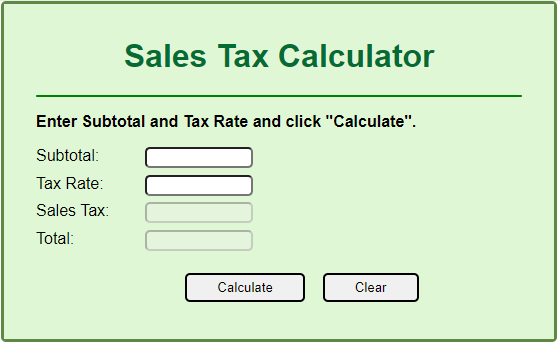 Sales Tax Calculator
Enter Subtotal and Tax Rate and click "Calculate".
Subtotal:
Tax Rate:
Sales Tax:
Total:
Calculate Clear